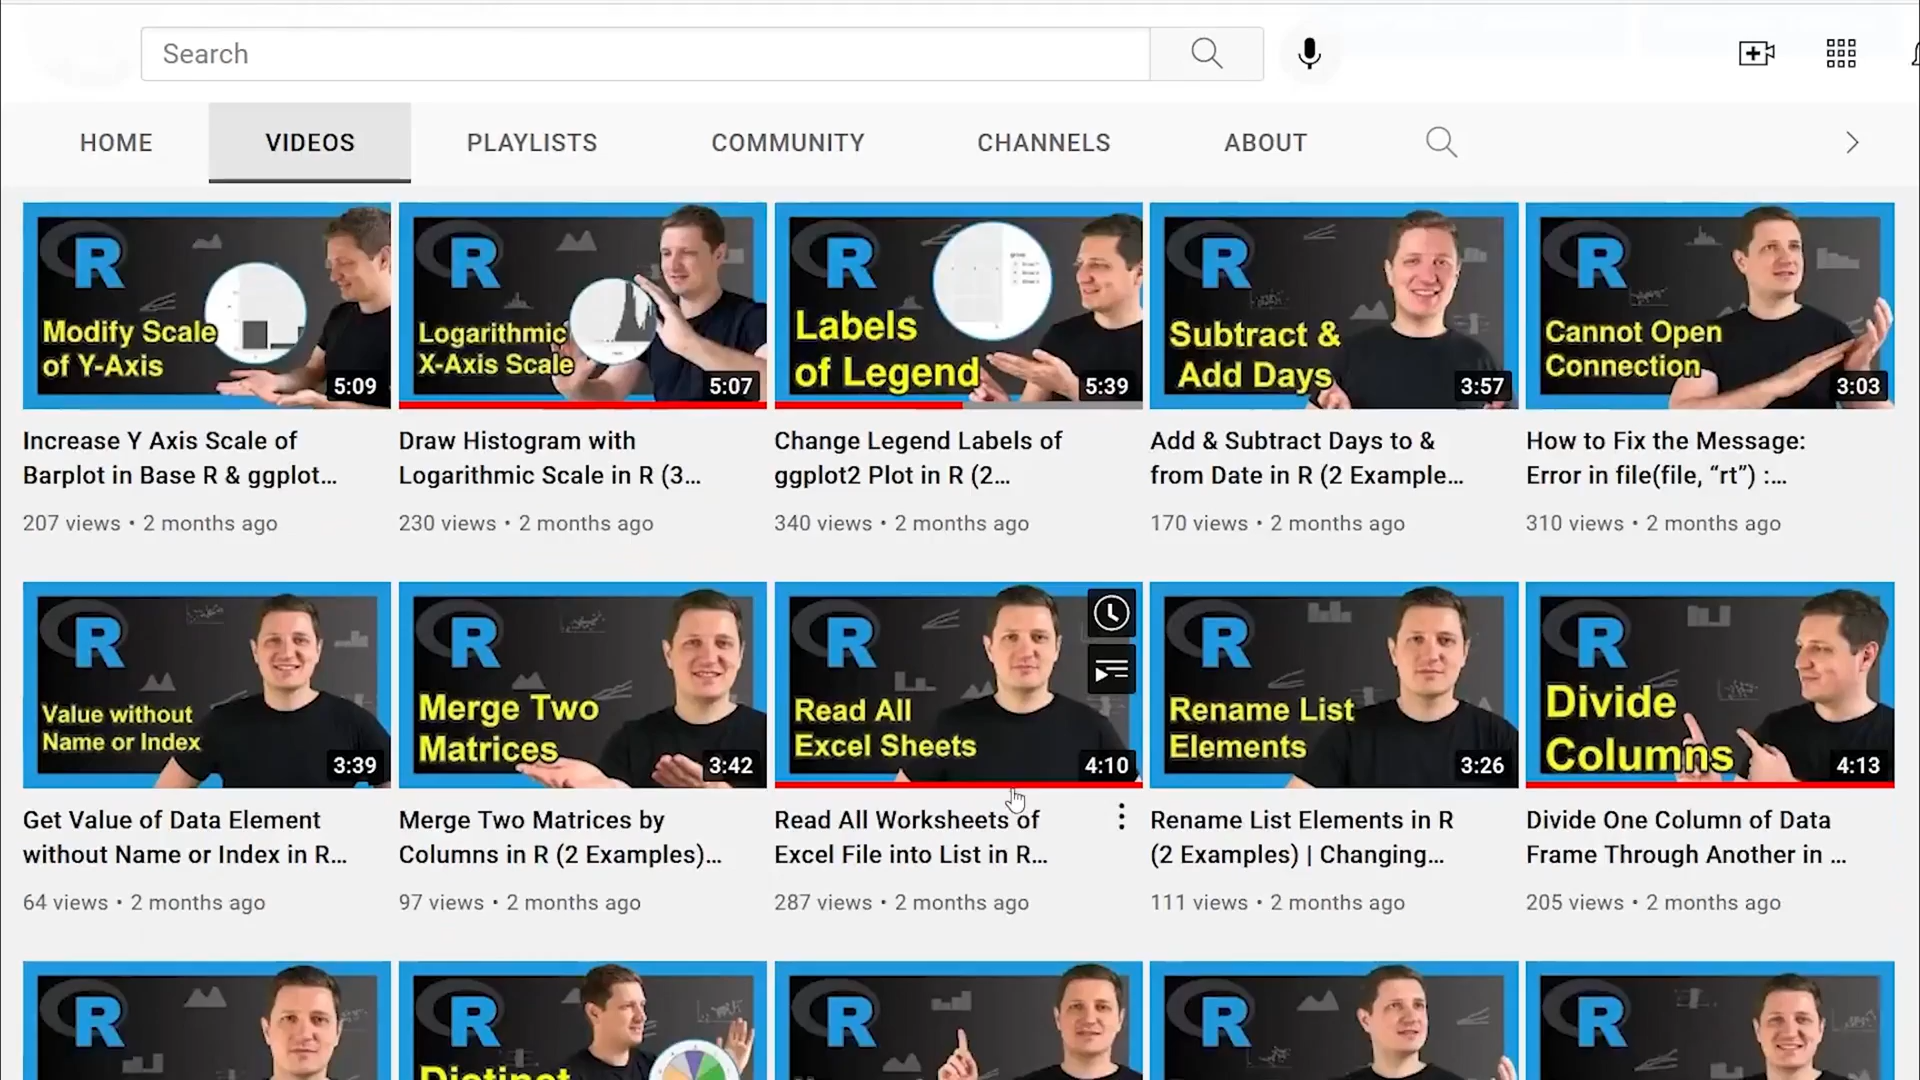 Search
HOME
VIDEOS
PLAYLISTS
COMMUNITY
CHANNELS
ABOUT
R
Modify Scale
of Y-Axis
5:09
R
Logarithmic
X-Axis Scale
5:07
R
Labels
of Legend
5:39
R
Subtract &
Add Days
3:57
R
Cannot Open
Connection
3:03
Increase Y Axis Scale of
Barplot in Base R & ggplot...
207 views • 2 months ago
Draw Histogram with
Logarithmic Scale in R (3...
230 views • 2 months ago
Change Legend Labels of
ggplot2 Plot in R (2...
340 views • 2 months ago
Add & Subtract Days to &
from Date in R (2 Example...
170 views • 2 months ago
How to Fix the Message:
Error in file(file, “rt”) :...
310 views • 2 months ago
R
Value without
Name or Index
3:39
R
Merge Two
Matrices
3:42
R
Read All
Excel Sheets
4:10
R
Rename List
Elements
3:26
R
Divide
Columns
4:13
Get Value of Data Element
without Name or Index in R...
64 views • 2 months ago
Merge Two Matrices by
Columns in R (2 Examples)...
97 views • 2 months ago
Read All Worksheets of
Excel File into List in R...
287 views • 2 months ago
Rename List Elements in R
(2 Examples) | Changing...
111 views • 2 months ago
Divide One Column of Data
Frame Through Another in ...
205 views • 2 months ago
R
R
Distinct
R
R
R